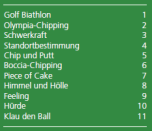 Golf Biathlon 1
Olympia-Chipping 2
Schwerkraft 3
Standortbestimmung 4
Chip und Putt 5
Boccia-Chipping 6
Piece of Cake 7
Himmel und Hölle 8
Feeling 9
Hürde 10
Klau den Ball 11